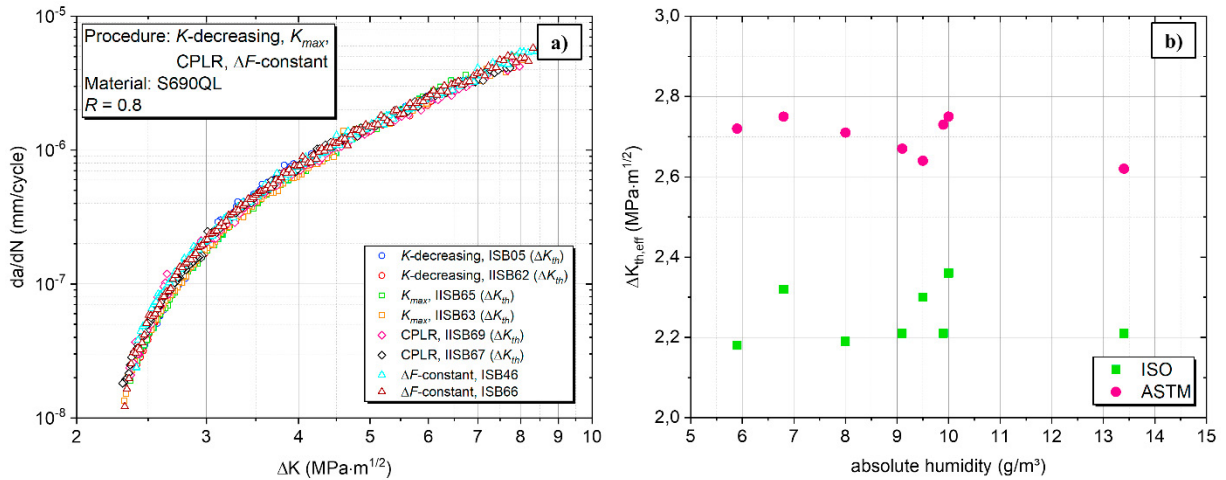 Procedure: K-decreasing, Kmax,
CPLR, ΔF-constant
Material: S690QL
R = 0.8
a)
10⁻⁵
10⁻⁶
10⁻⁷
10⁻⁸
da/dN (mm/cycle)
K-decreasing, ISB05 (ΔKth)
K-decreasing, IISB62 (ΔKth)
Kmax, IISB65 (ΔKth)
Kmax, IISB63 (ΔKth)
CPLR, IISB69 (ΔKth)
CPLR, IISB67 (ΔKth)
ΔF-constant, ISB46
ΔF-constant, ISB66
2 3 4 5 6 7 8 9 10
ΔK (MPa·m1/2)
b)
3,0
2,8
2,6
2,4
2,2
2,0
ΔKth,eff (MPa·m1/2)
ISO
ASTM
5 6 7 8 9 10 11 12 13 14 15
absolute humidity (g/m³)